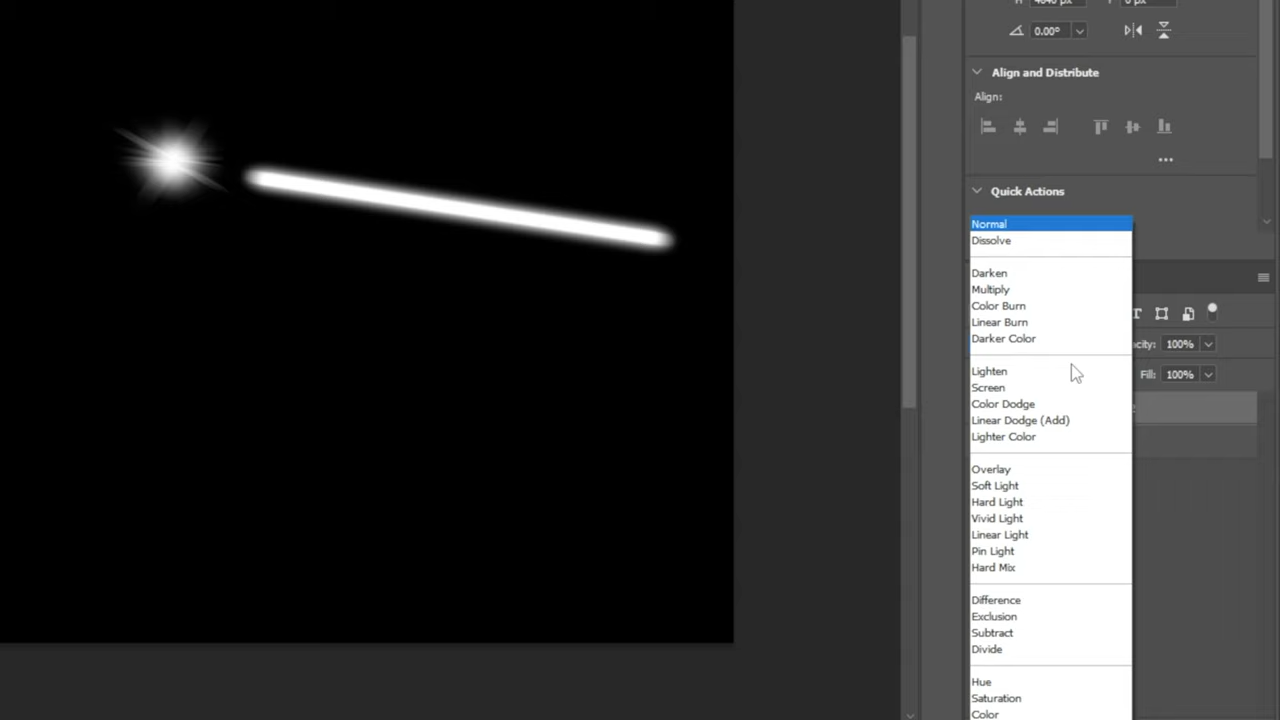 0.00°
Align and Distribute
Align:
Quick Actions
Normal
Dissolve
Darken
Multiply
Color Burn
Linear Burn
Darker Color
Lighten
Screen
Color Dodge
Linear Dodge (Add)
Lighter Color
Overlay
Soft Light
Hard Light
Vivid Light
Linear Light
Pin Light
Hard Mix
Difference
Exclusion
Subtract
Divide
Hue
Saturation
Color
T
acity: 100%
Fill: 100%